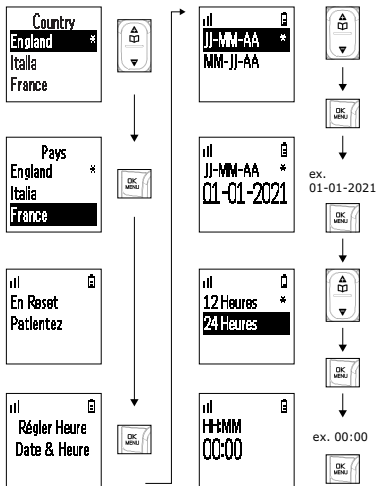 Country
England *
Italia
France
Pays
England *
Italia
France
OK
MENU
En Reset
Patientez
Régler Heure
Date & Heure
OK
MENU
JJ-MM-AA *
MM-JJ-AA
OK
MENU
JJ-MM-AA *
01-01-2021
ex.
01-01-2021
OK
MENU
12 Heures *
24 Heures
OK
MENU
HH:MM
00:00
ex. 00:00
OK
MENU